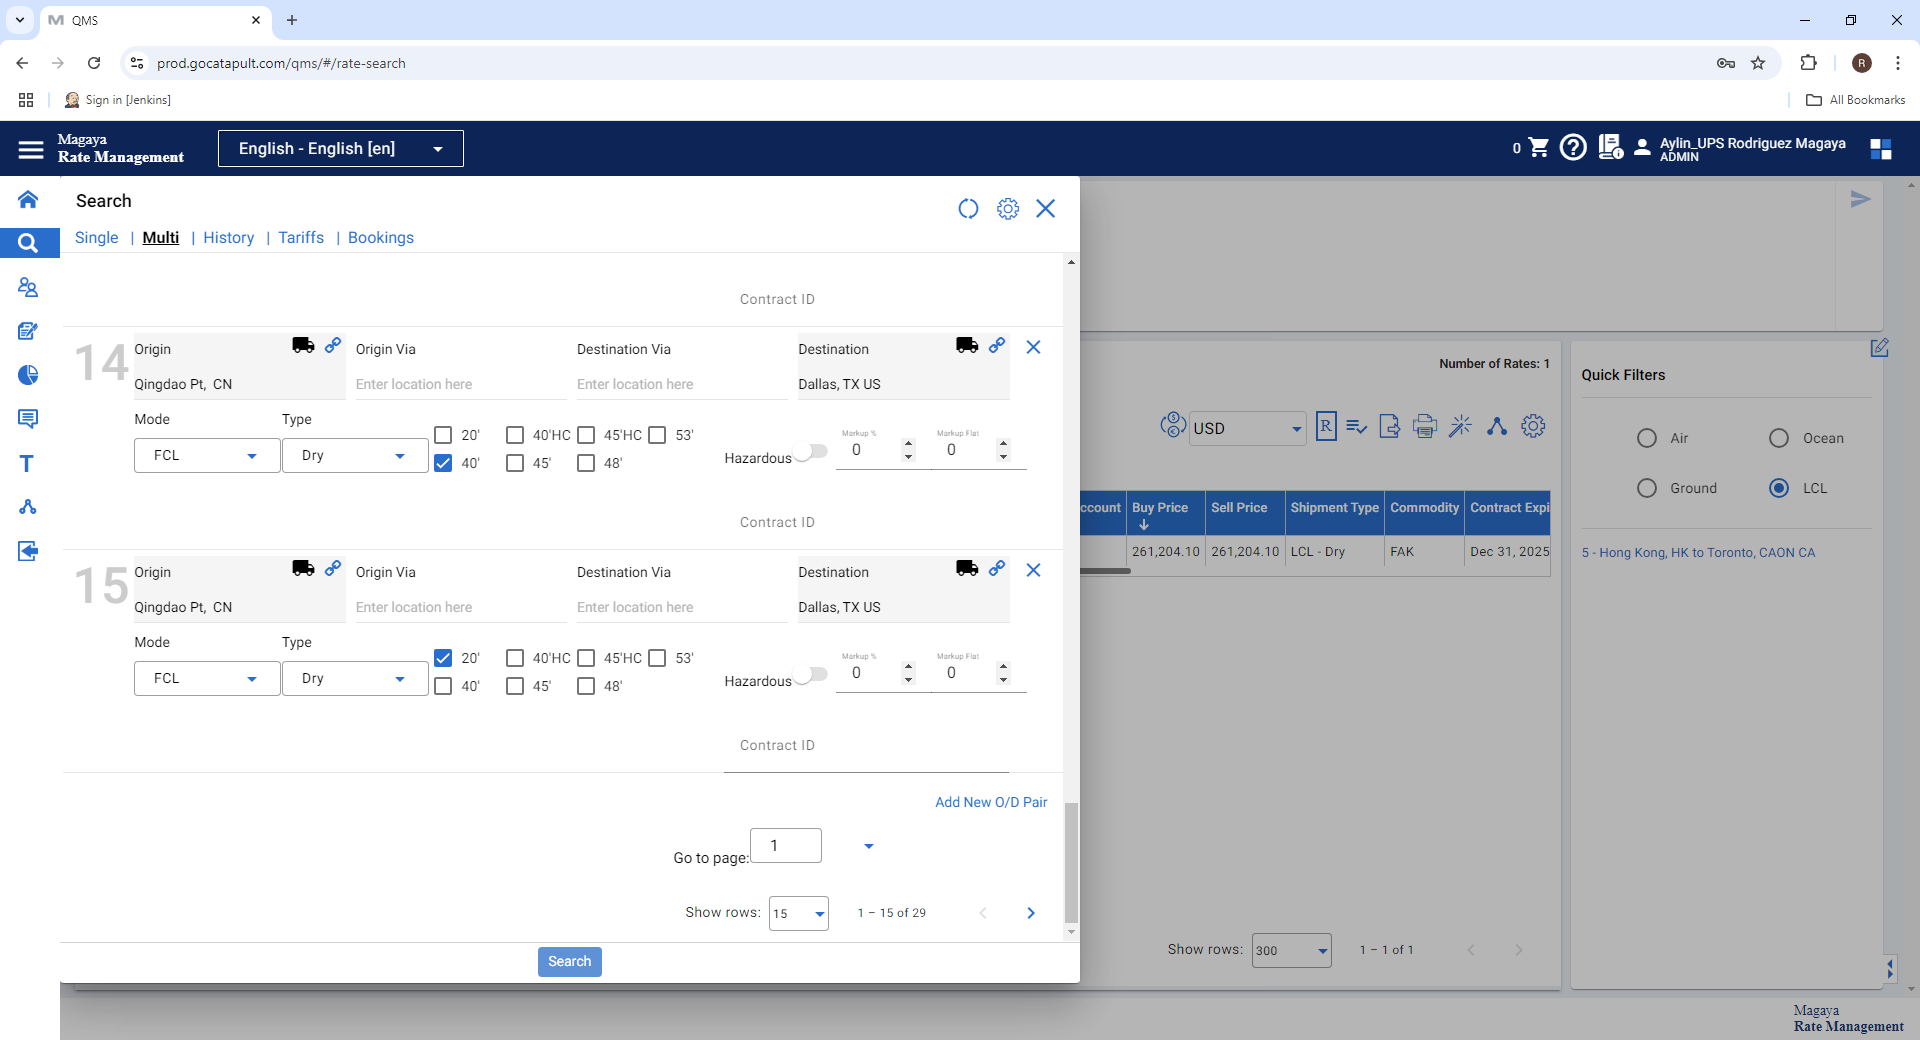 QMS
prod.gocatapult.com/qms/#/rate-search
R
Sign in [Jenkins]
All Bookmarks
Magaya
Rate Management
English - English [en]
0
Aylin_UPS Rodriguez Magaya
ADMIN
Search
Single | Multi | History | Tariffs | Bookings
Contract ID
14
Origin
Origin Via
Destination Via
Destination
Qingdao Pt, CN
Enter location here
Enter location here
Dallas, TX US
Mode
Type
20'
40'HC
45'HC
53'
FCL
Dry
40'
45'
48'
Hazardous
Markup %
0
Markup Flat
0
Contract ID
15
Origin
Origin Via
Destination Via
Destination
Qingdao Pt, CN
Enter location here
Enter location here
Dallas, TX US
Mode
Type
20'
40'HC
45'HC
53'
FCL
Dry
40'
45'
48'
Hazardous
Markup %
0
Markup Flat
0
Contract ID
Add New O/D Pair
Go to page: 1
Show rows: 15 1 – 15 of 29
Search
Number of Rates: 1
USD
R
ccount Buy Price Sell Price Shipment Type Commodity Contract Expi
261,204.10 261,204.10 LCL - Dry FAK Dec 31, 2025
Show rows: 300 1 – 1 of 1
Quick Filters
Air
Ocean
Ground
LCL
5 - Hong Kong, HK to Toronto, CAON CA
Magaya
Rate Management